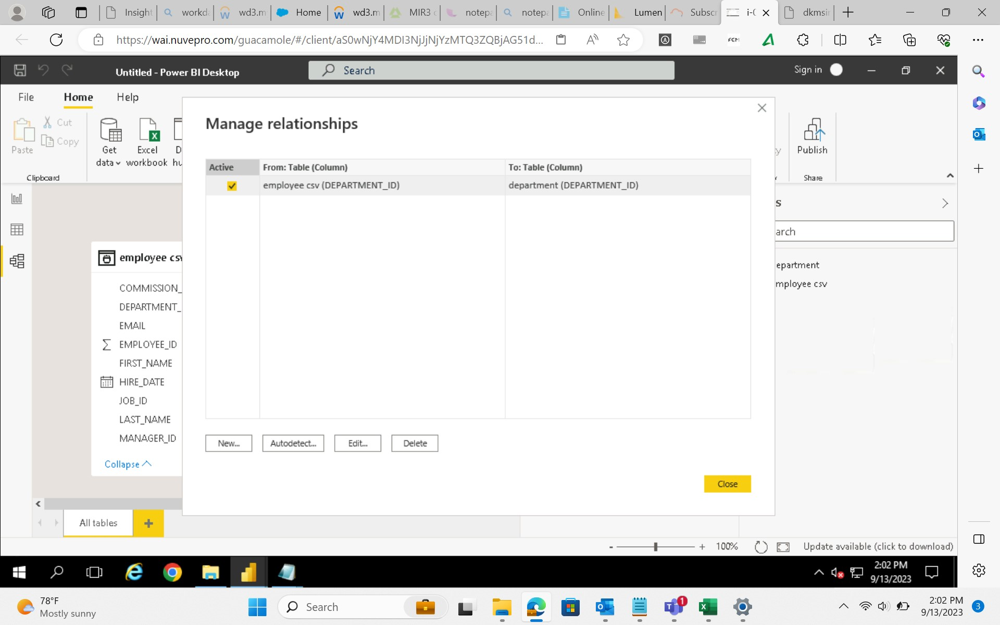 Insight
workda
wd3.m
Home
wd3.m
MIR3 c
notepa
notepa
Online
Lumen
Subscr
i-0
dkmsin
https://wai.nuvepro.com/guacamole/#/client/aS0wNjY4MDI3NjJjNjYzMTQ3ZQBjAG51d...
FCM
Untitled - Power BI Desktop
Search
Sign in
File
Home
Help
Cut
Copy
Paste
Clipboard
Get
data
Excel
workbook
D
hu
Publish
Share
Manage relationships
Active
From: Table (Column)
To: Table (Column)
employee csv (DEPARTMENT_ID)
department (DEPARTMENT_ID)
New...
Autodetect...
Edit...
Delete
Close
s
arch
epartment
mployee csv
employee csv
COMMISSION_
DEPARTMENT_
EMAIL
EMPLOYEE_ID
FIRST_NAME
HIRE_DATE
JOB_ID
LAST_NAME
MANAGER_ID
Collapse
All tables
- + 100%
Update available (click to download)
2:02 PM
9/13/2023
78°F
Mostly sunny
Search
1
2:02 PM
9/13/2023
3